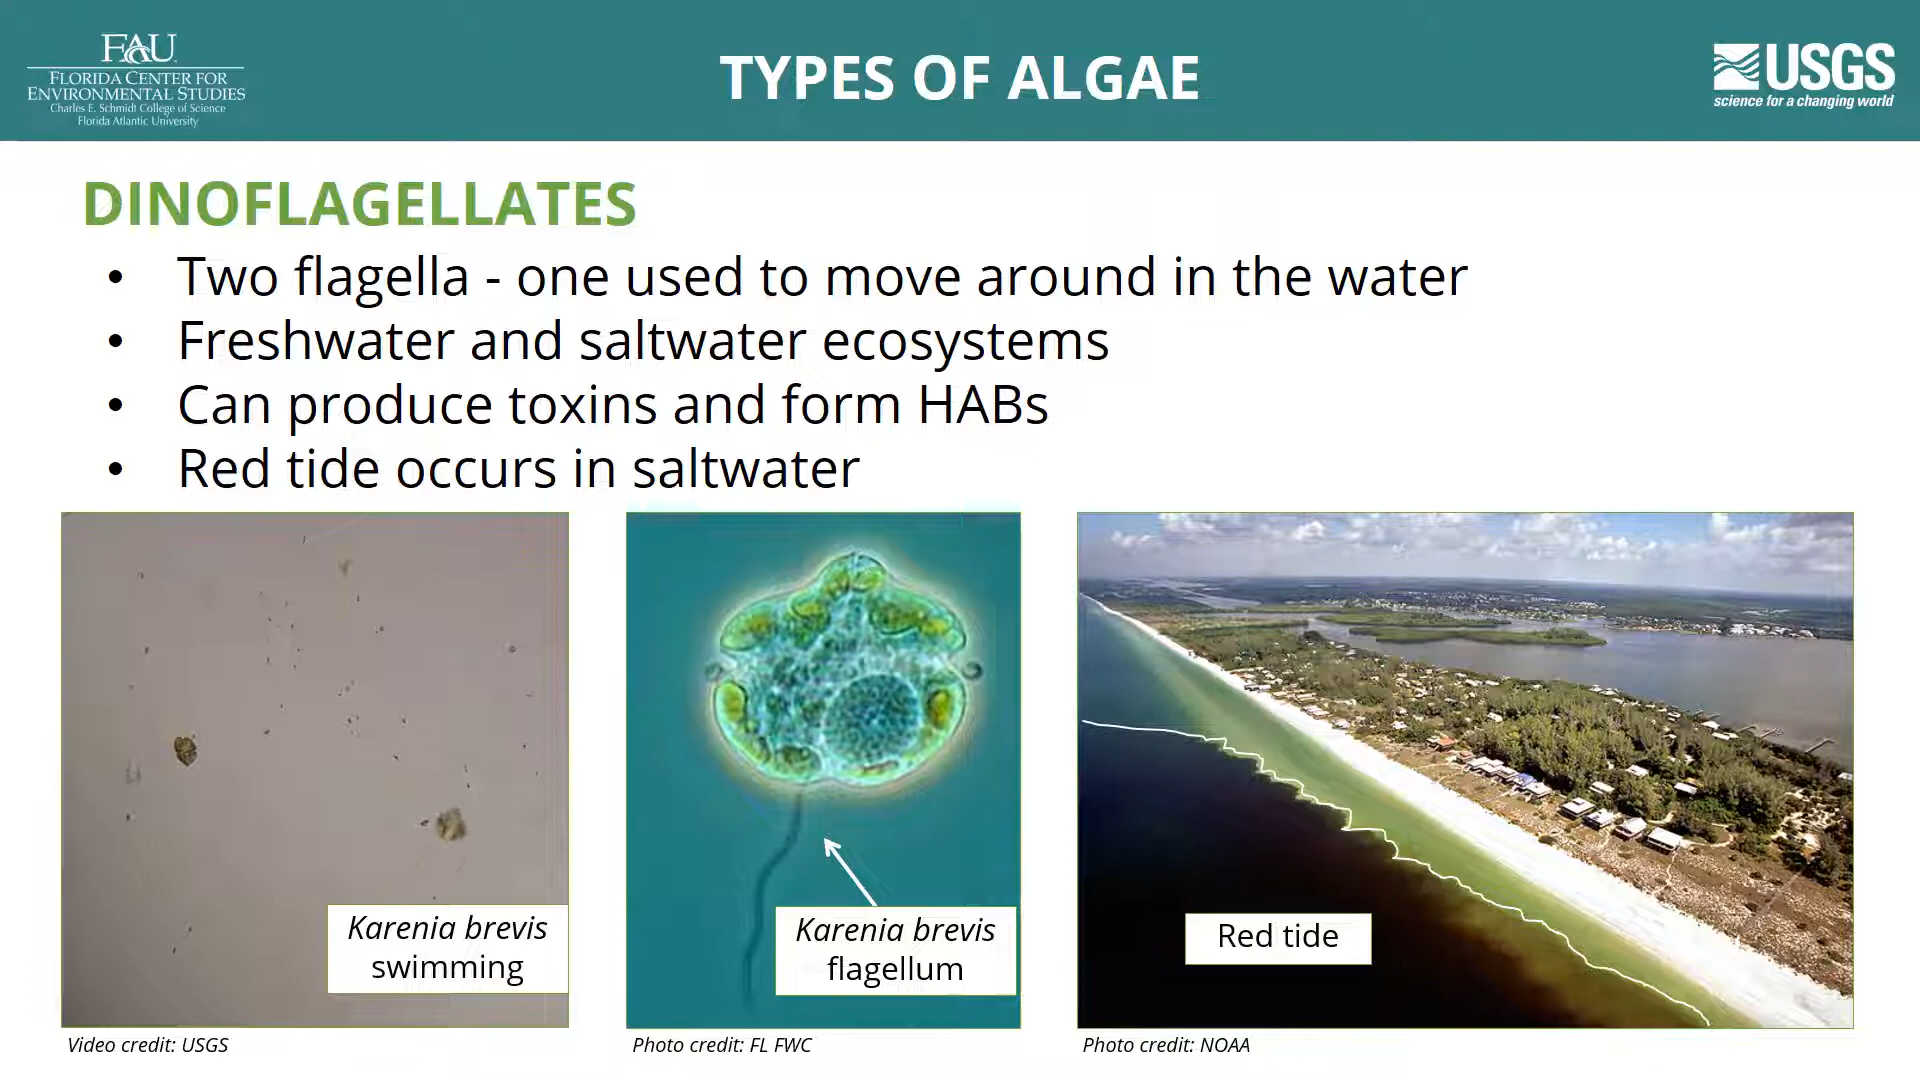 FAU
FLORIDA CENTER FOR
ENVIRONMENTAL STUDIES
Charles E. Schmidt College of Science
Florida Atlantic University
TYPES OF ALGAE
USGS
science for a changing world
DINOFLAGELLATES
• Two flagella - one used to move around in the water
• Freshwater and saltwater ecosystems
• Can produce toxins and form HABs
• Red tide occurs in saltwater
Karenia brevis
swimming
Karenia brevis
flagellum
Red tide
Video credit: USGS
Photo credit: FL FWC
Photo credit: NOAA